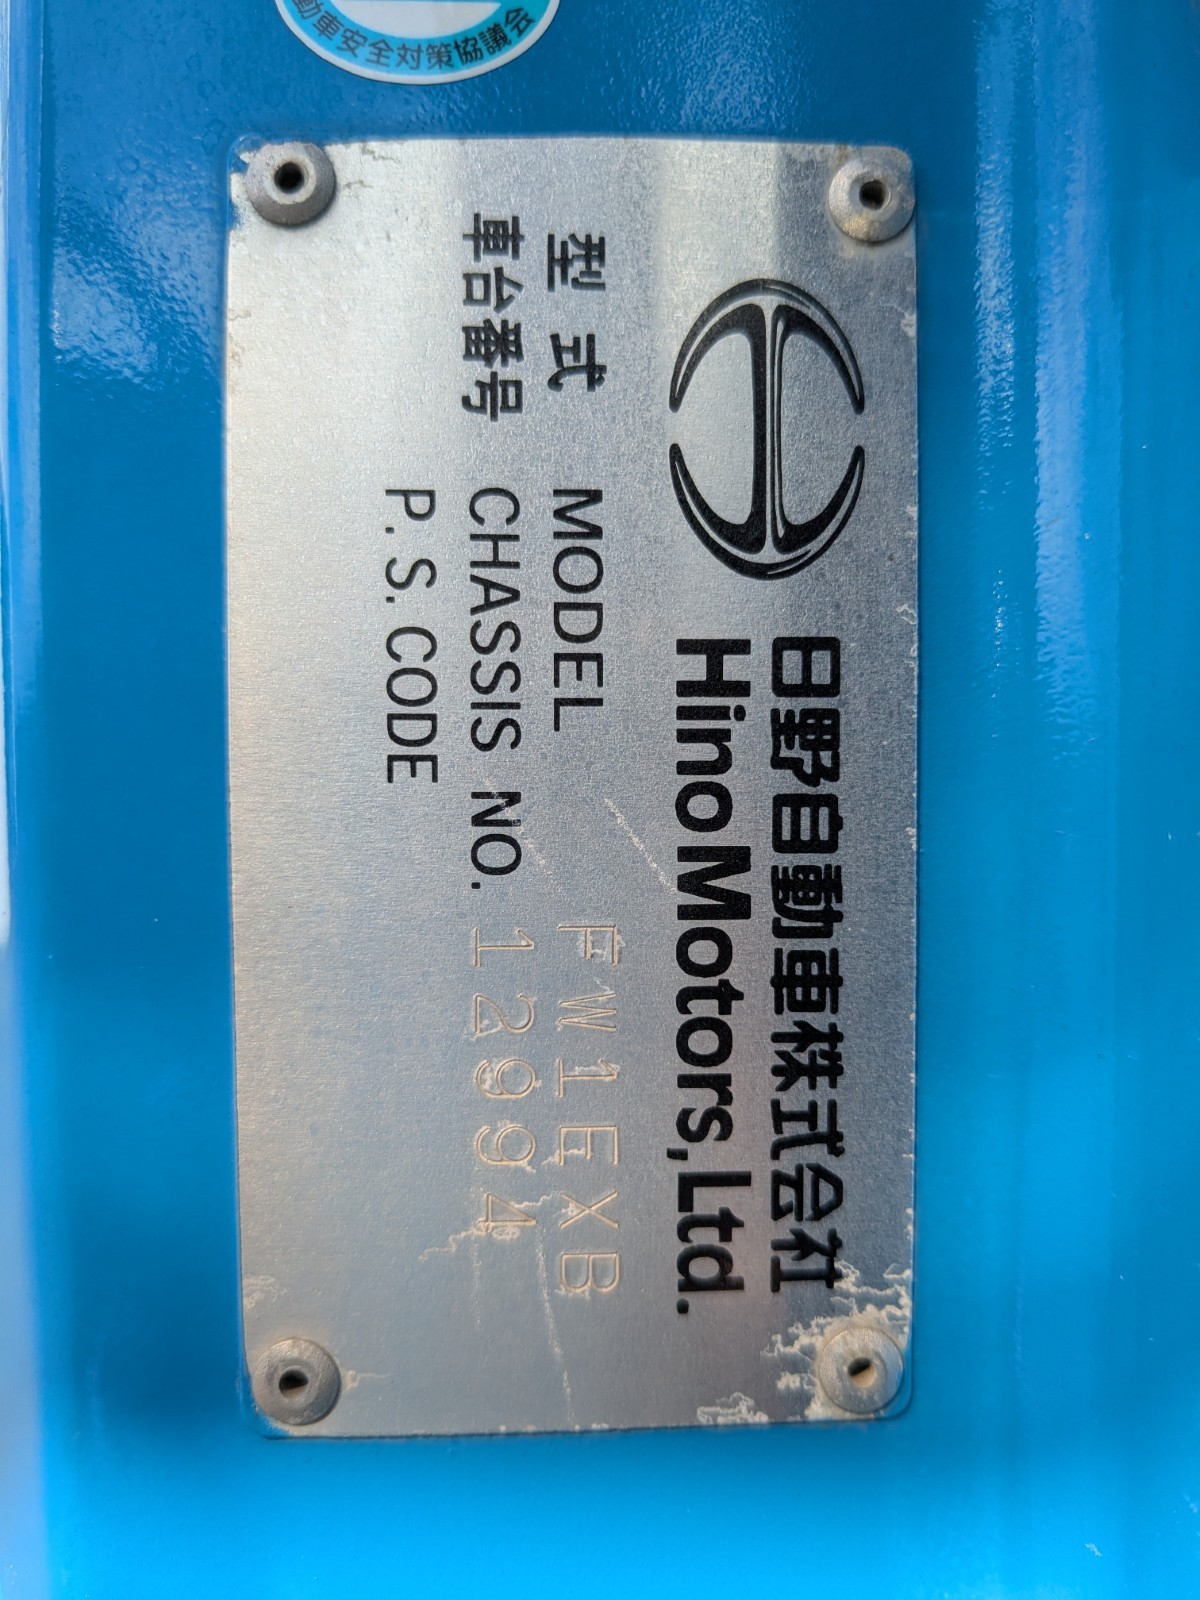 動車安全対策協議会
日野自動車株式会社
Hino Motors, Ltd.
型式 MODEL FW1EXB
車台番号 CHASSIS NO. 12994
P.S.CODE